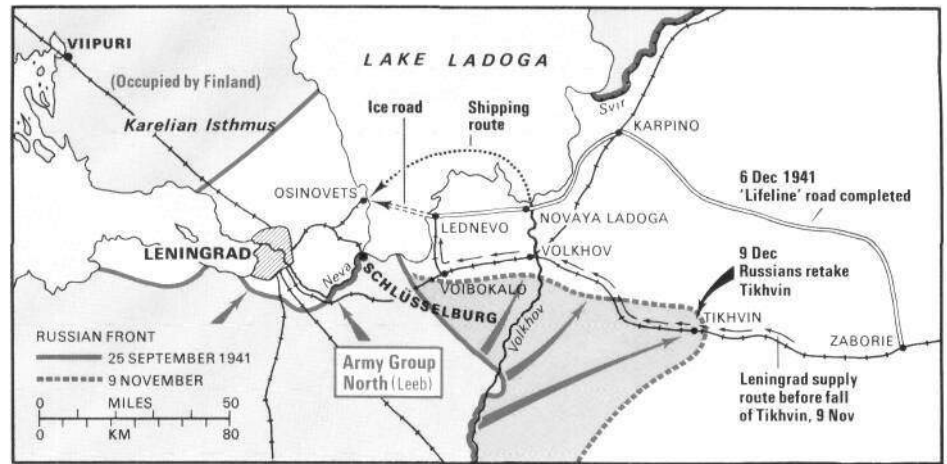 VIIPURI
(Occupied by Finland)
Karelian Isthmus
LAKE LADOGA
Ice road
Shipping
route
Svir
KARPINO
OSINOVETS
6 Dec 1941
'Lifeline' road completed
LEDNEVO
NOVAYA LADOGA
LENINGRAD
Neva
SCHLÜSSELBURG
VOLKHOV
VOIBOKALO
Volkhov
9 Dec
Russians retake
Tikhvin
TIKHVIN
ZABORIE
RUSSIAN FRONT
25 SEPTEMBER 1941
9 NOVEMBER
0 MILES 50
0 KM 80
Army Group
North (Leeb)
Leningrad supply
route before fall
of Tikhvin, 9 Nov